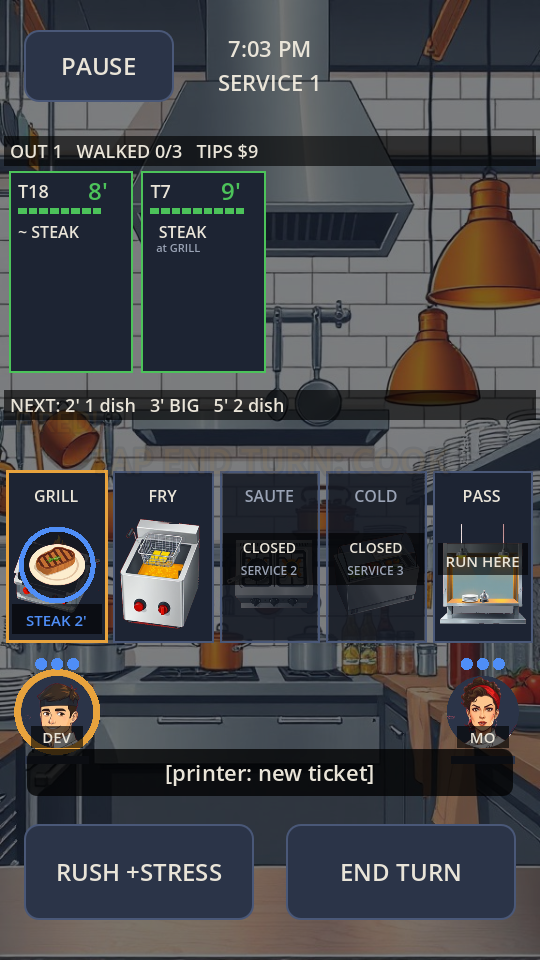 PAUSE
7:03 PM
SERVICE 1
OUT 1 WALKED 0/3 TIPS $9
T18 8'
~ STEAK
T7 9'
STEAK
at GRILL
NEXT: 2' 1 dish 3' BIG 5' 2 dish
GRILL
STEAK 2'
FRY
SAUTE
CLOSED
SERVICE 2
COLD
CLOSED
SERVICE 3
PASS
RUN HERE
DEV
MO
[printer: new ticket]
RUSH +STRESS
END TURN